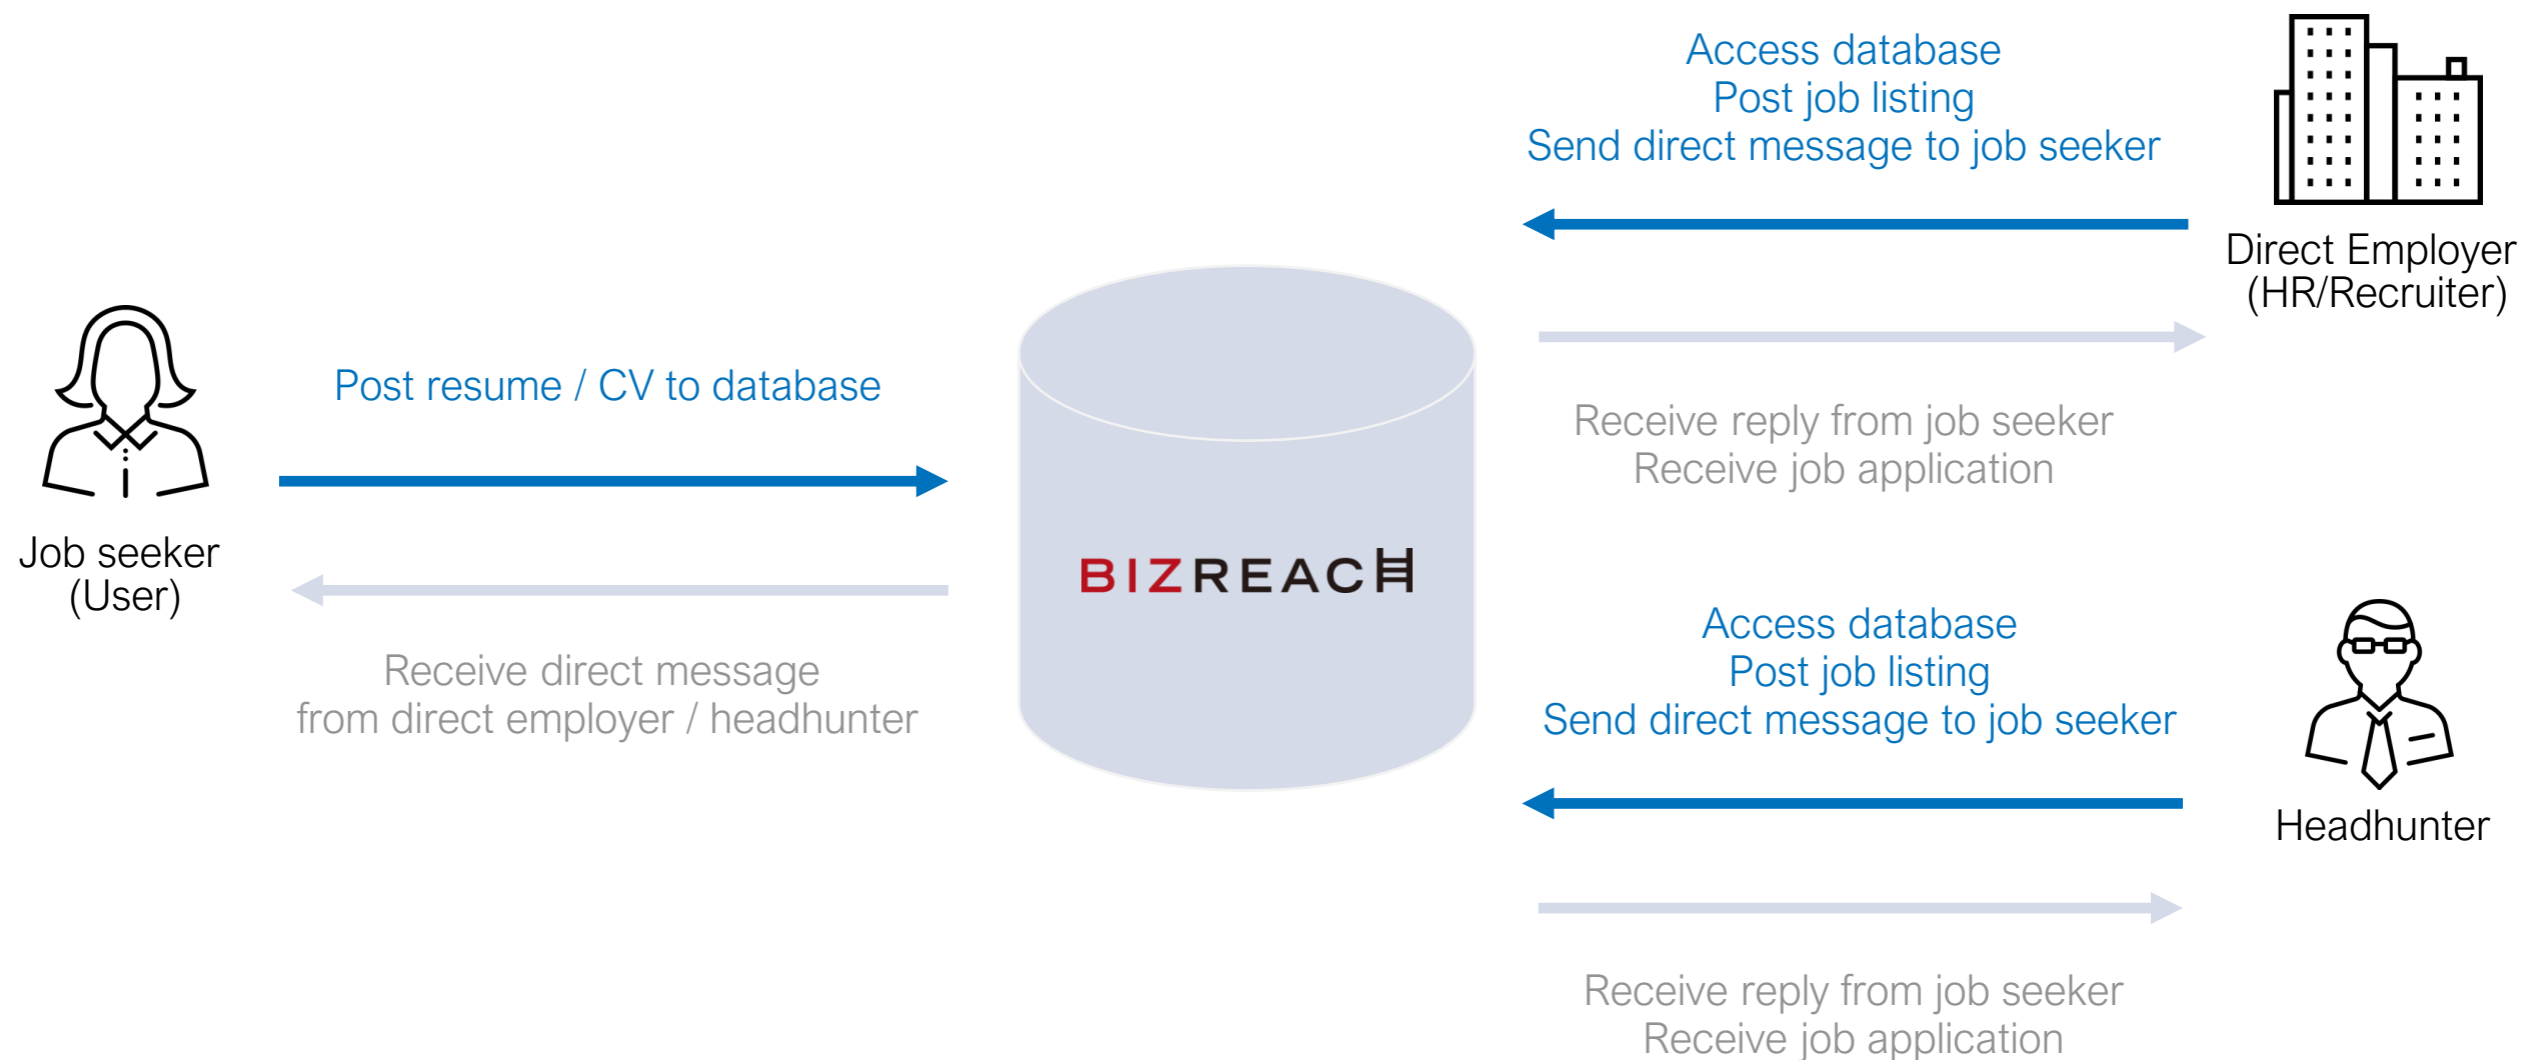 Access database
Post job listing
Send direct message to job seeker
Direct Employer
(HR/Recruiter)
Receive reply from job seeker
Receive job application
Post resume / CV to database
Job seeker
(User)
Receive direct message
from direct employer / headhunter
BIZREACH
Access database
Post job listing
Send direct message to job seeker
Headhunter
Receive reply from job seeker
Receive job application